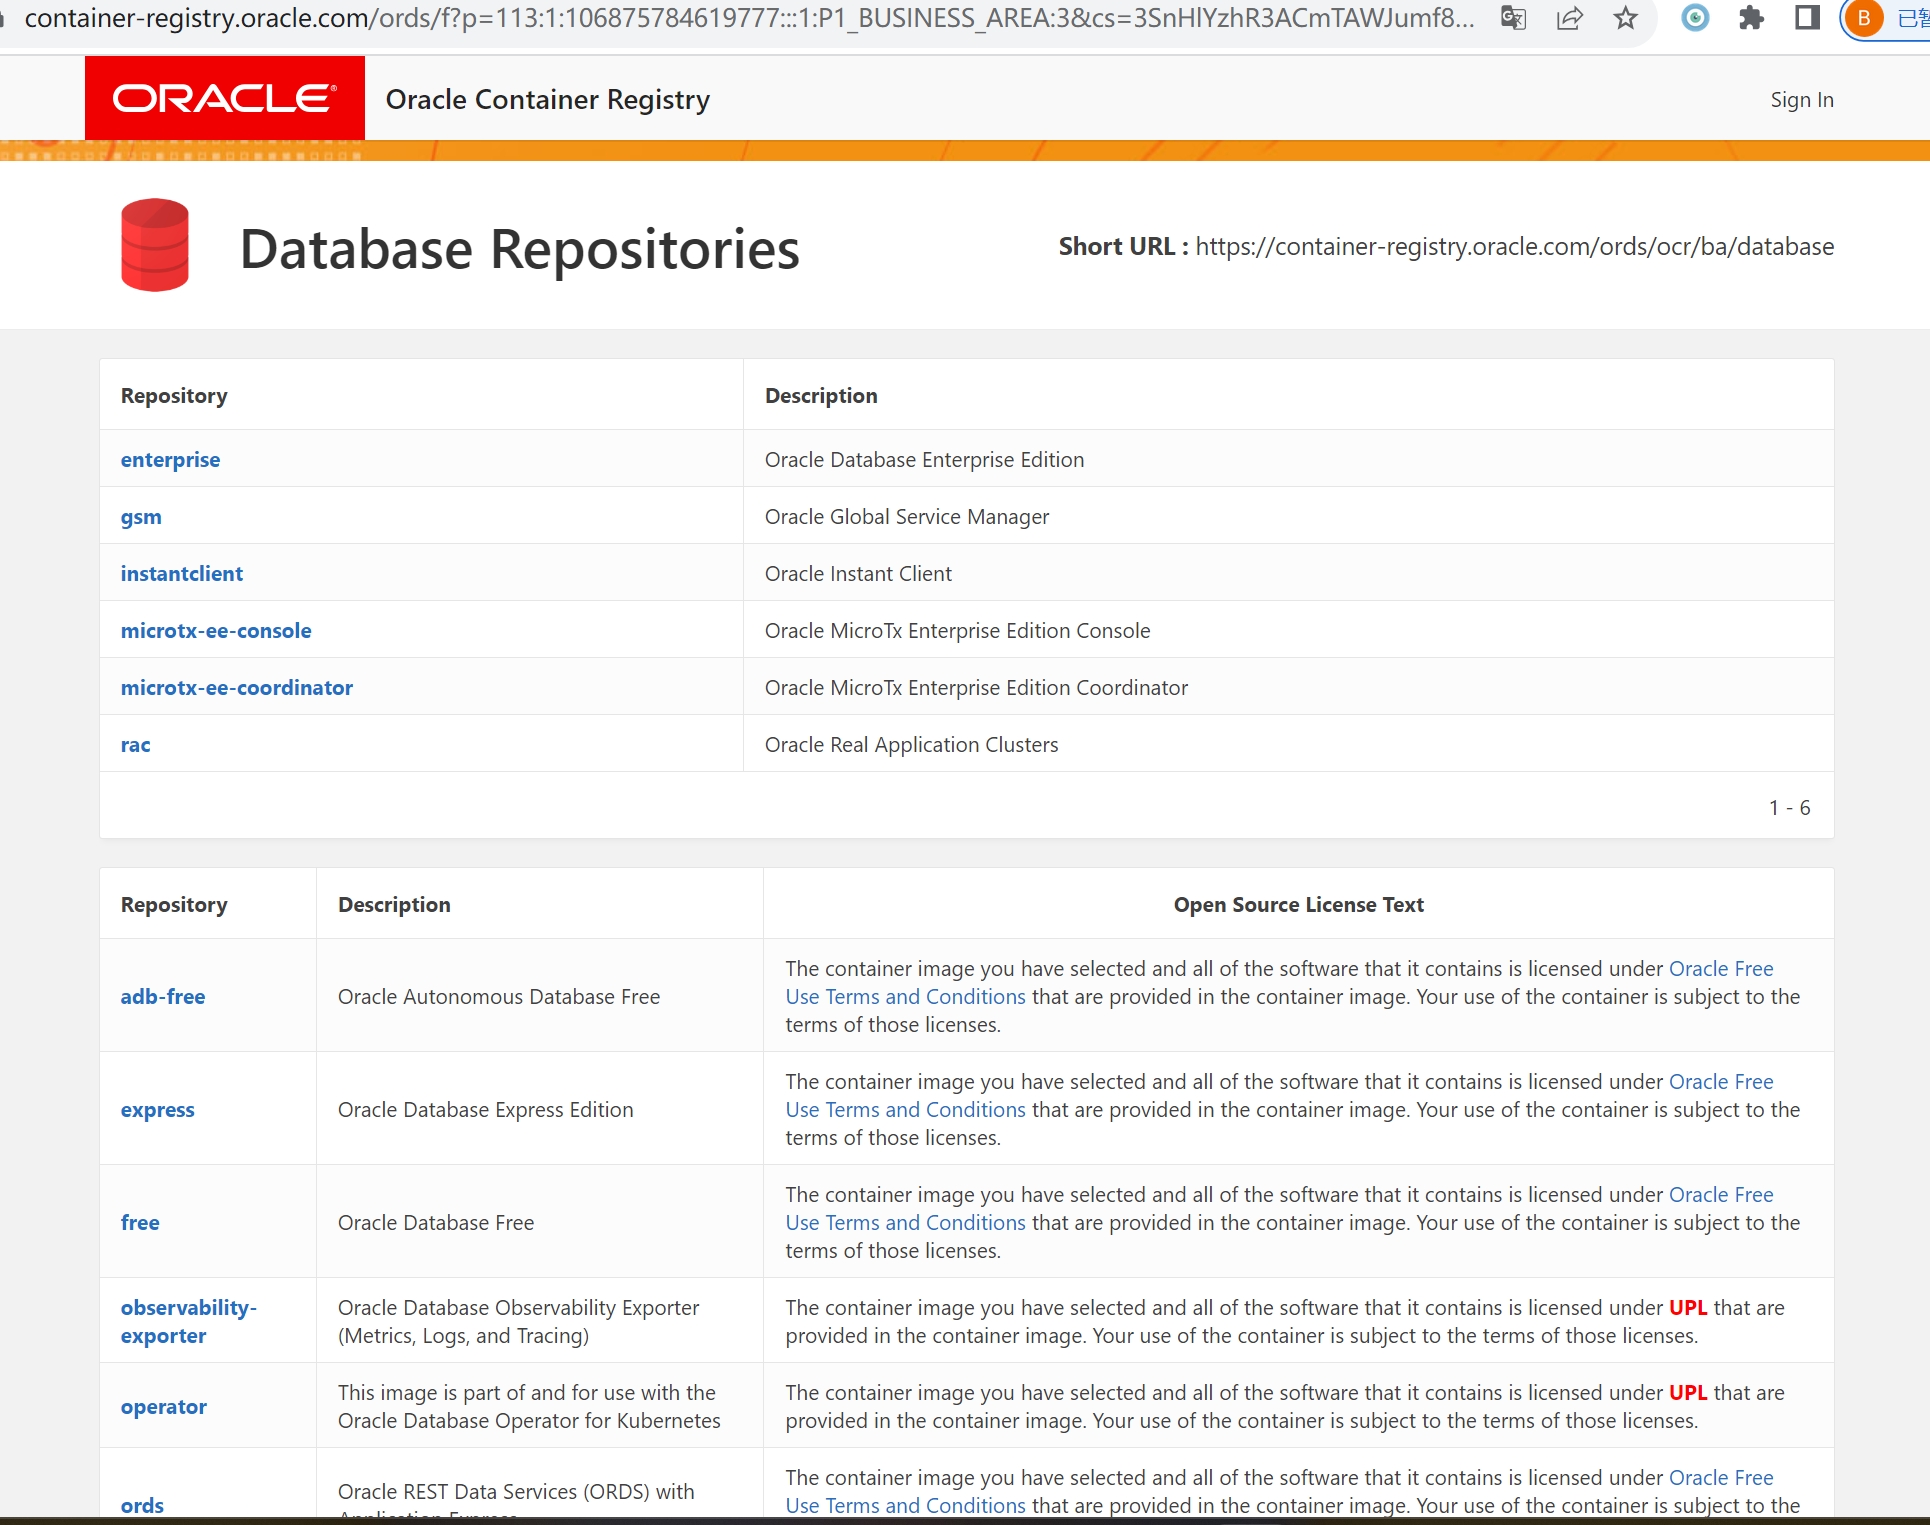 container-registry.oracle.com/ords/f?p=113:1:106875784619777:::1:P1_BUSINESS_AREA:3&cs=3SnHlYzhR3ACmTAWJumf8...
B
ORACLE®
Oracle Container Registry
Sign In
Database Repositories
Short URL : https://container-registry.oracle.com/ords/ocr/ba/database
Repository Description
enterprise Oracle Database Enterprise Edition
gsm Oracle Global Service Manager
instantclient Oracle Instant Client
microtx-ee-console Oracle MicroTx Enterprise Edition Console
microtx-ee-coordinator Oracle MicroTx Enterprise Edition Coordinator
rac Oracle Real Application Clusters
1 - 6
Repository Description Open Source License Text
adb-free
Oracle Autonomous Database Free
The container image you have selected and all of the software that it contains is licensed under Oracle Free
Use Terms and Conditions that are provided in the container image. Your use of the container is subject to the
terms of those licenses.
express
Oracle Database Express Edition
The container image you have selected and all of the software that it contains is licensed under Oracle Free
Use Terms and Conditions that are provided in the container image. Your use of the container is subject to the
terms of those licenses.
free
Oracle Database Free
The container image you have selected and all of the software that it contains is licensed under Oracle Free
Use Terms and Conditions that are provided in the container image. Your use of the container is subject to the
terms of those licenses.
observability-
exporter
Oracle Database Observability Exporter
(Metrics, Logs, and Tracing)
The container image you have selected and all of the software that it contains is licensed under UPL that are
provided in the container image. Your use of the container is subject to the terms of those licenses.
operator
This image is part of and for use with the
Oracle Database Operator for Kubernetes
The container image you have selected and all of the software that it contains is licensed under UPL that are
provided in the container image. Your use of the container is subject to the terms of those licenses.
ords
Oracle REST Data Services (ORDS) with
The container image you have selected and all of the software that it contains is licensed under Oracle Free
Use Terms and Conditions that are provided in the container image. Your use of the container is subject to the